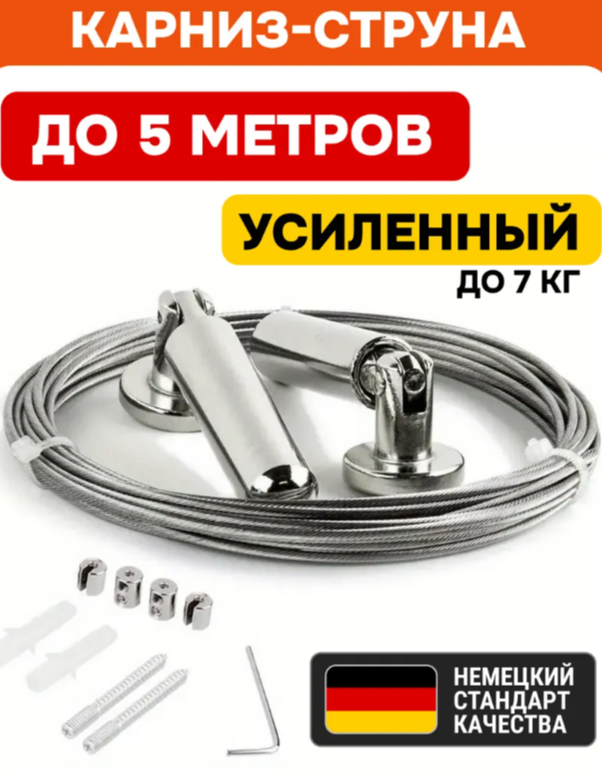 КАРНИЗ-СТРУНА
ДО 5 МЕТРОВ
УСИЛЕННЫЙ
ДО 7 КГ
НЕМЕЦКИЙ
СТАНДАРТ
КАЧЕСТВА